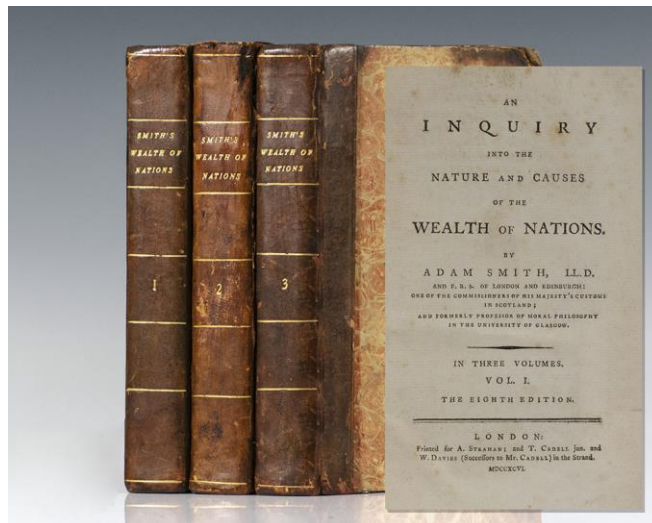 SMITH'S
WEALTH OF
NATIONS
1
SMITH'S
WEALTH OF
NATIONS
2
SMITH'S
WEALTH OF
NATIONS
3
AN
INQUIRY
INTO THE
NATURE AND CAUSES
OF THE
WEALTH OF NATIONS.
BY
ADAM SMITH, LL.D.
AND F. R. S. OF LONDON AND EDINBURGH:
ONE OF THE COMMISSIONERS OF HIS MAJESTY'S CUSTOMS
IN SCOTLAND;
AND FORMERLY PROFESSOR OF MORAL PHILOSOPHY
IN THE UNIVERSITY OF GLASGOW.
IN THREE VOLUMES.
VOL. I.
THE EIGHTH EDITION.
LONDON:
Printed for A. STRAHAN; and T. CADELL jun. and
W. DAVIES (Successors to Mr. CADELL) in the Strand.
MDCCXCVI.